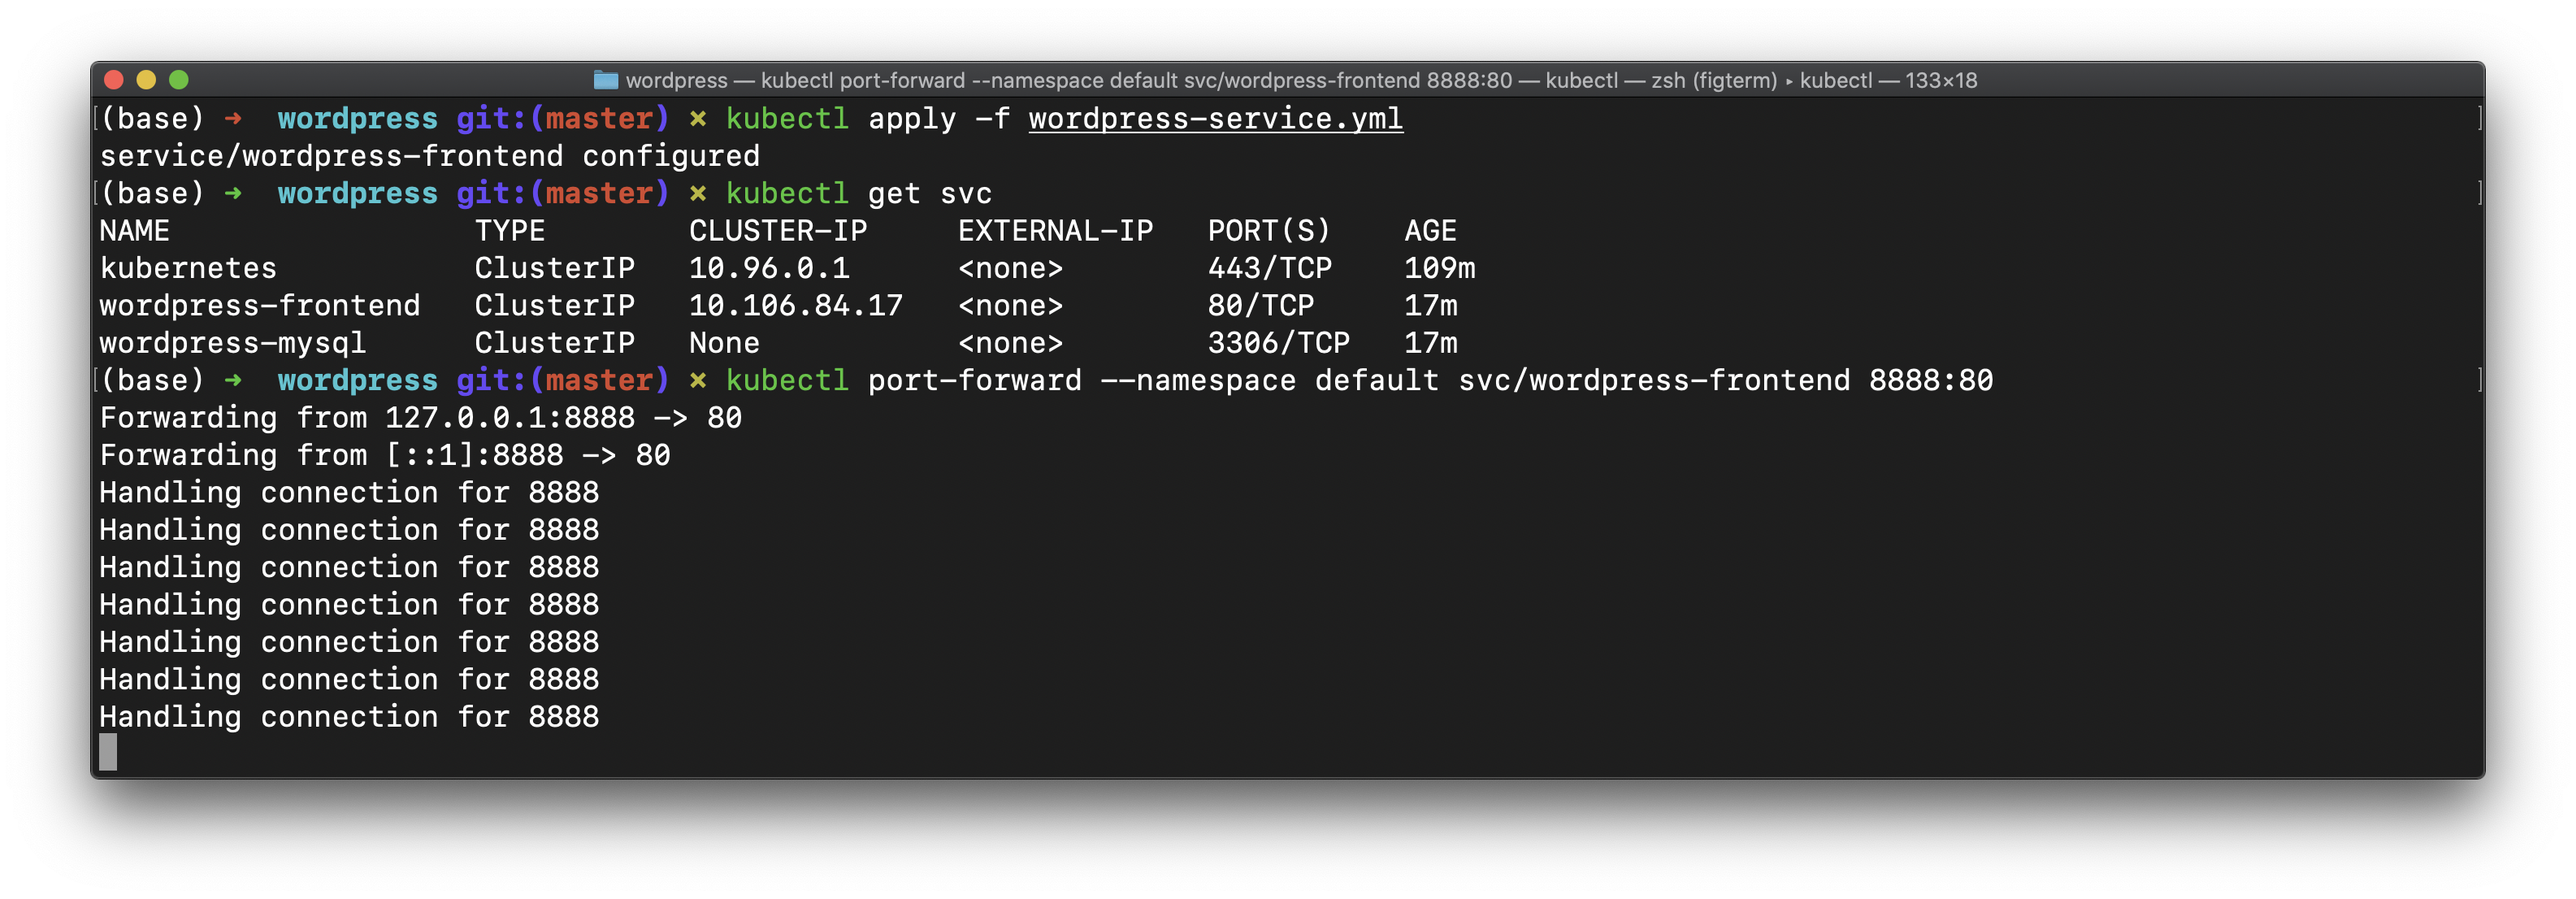 wordpress — kubectl port-forward --namespace default svc/wordpress-frontend 8888:80 — kubectl — zsh (figterm) ▸ kubectl — 133×18
[(base) ➜  wordpress git:(master) ✗ kubectl apply -f wordpress-service.yml ]
service/wordpress-frontend configured
[(base) ➜  wordpress git:(master) ✗ kubectl get svc ]
NAME                 TYPE        CLUSTER-IP     EXTERNAL-IP   PORT(S)    AGE
kubernetes           ClusterIP   10.96.0.1      <none>        443/TCP    109m
wordpress-frontend   ClusterIP   10.106.84.17   <none>        80/TCP     17m
wordpress-mysql      ClusterIP   None           <none>        3306/TCP   17m
[(base) ➜  wordpress git:(master) ✗ kubectl port-forward --namespace default svc/wordpress-frontend 8888:80 ]
Forwarding from 127.0.0.1:8888 -> 80
Forwarding from [::1]:8888 -> 80
Handling connection for 8888
Handling connection for 8888
Handling connection for 8888
Handling connection for 8888
Handling connection for 8888
Handling connection for 8888
Handling connection for 8888